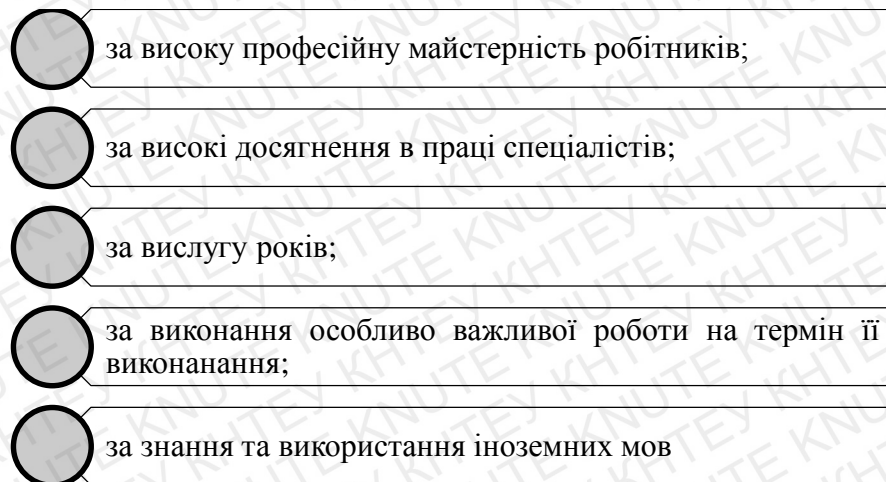 за високу професійну майстерність робітників;
за високі досягнення в праці спеціалістів;
за вислугу років;
за виконання особливо важливої роботи на термін її
виконанання;
за знання та використання іноземних мов